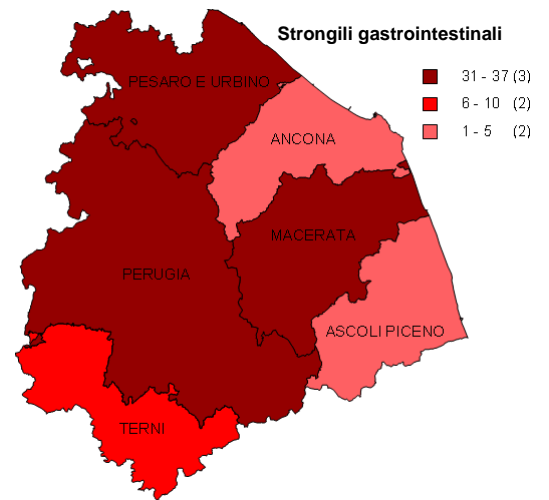 Strongili gastrointestinali
31 - 37 (3)
6 - 10 (2)
1 - 5 (2)
PESARO E URBINO
ANCONA
MACERATA
PERUGIA
ASCOLI PICENO
TERNI